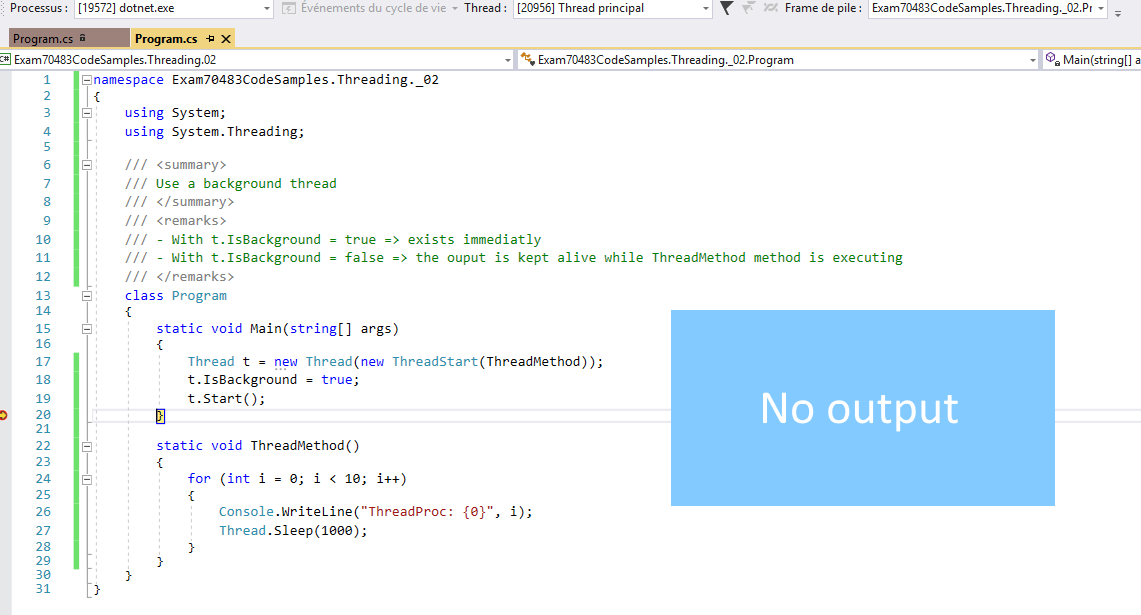 Processus : [19572] dotnet.exe Événements du cycle de vie Thread : [20956] Thread principal Frame de pile : Exam70483CodeSamples.Threading._02.Pr
Program.cs Program.cs
C# Exam70483CodeSamples.Threading.02 Exam70483CodeSamples.Threading._02.Program Main(string[] a
1 namespace Exam70483CodeSamples.Threading._02
2 {
3 using System;
4 using System.Threading;
5
6 /// <summary>
7 /// Use a background thread
8 /// </summary>
9 /// <remarks>
10 /// - With t.IsBackground = true => exists immediatly
11 /// - With t.IsBackground = false => the ouput is kept alive while ThreadMethod method is executing
12 /// </remarks>
13 class Program
14 {
15 static void Main(string[] args)
16 {
17 Thread t = new Thread(new ThreadStart(ThreadMethod));
18 t.IsBackground = true;
19 t.Start();
20 }
21
22 static void ThreadMethod()
23 {
24 for (int i = 0; i < 10; i++)
25 {
26 Console.WriteLine("ThreadProc: {0}", i);
27 Thread.Sleep(1000);
28 }
29 }
30 }
31 }
No output